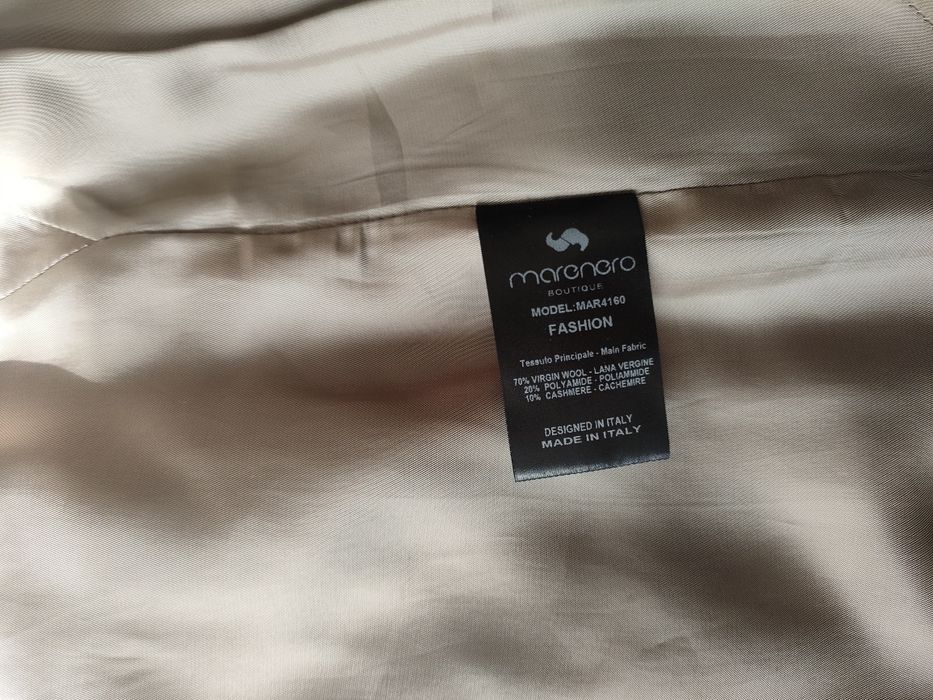 marenero
BOUTIQUE
MODEL:MAR4160
FASHION
Tessuto Principale - Main Fabric
70% VIRGIN WOOL - LANA VERGINE
20% POLYAMIDE - POLIAMMIDE
10% CASHMERE - CACHEMIRE
DESIGNED IN ITALY
MADE IN ITALY